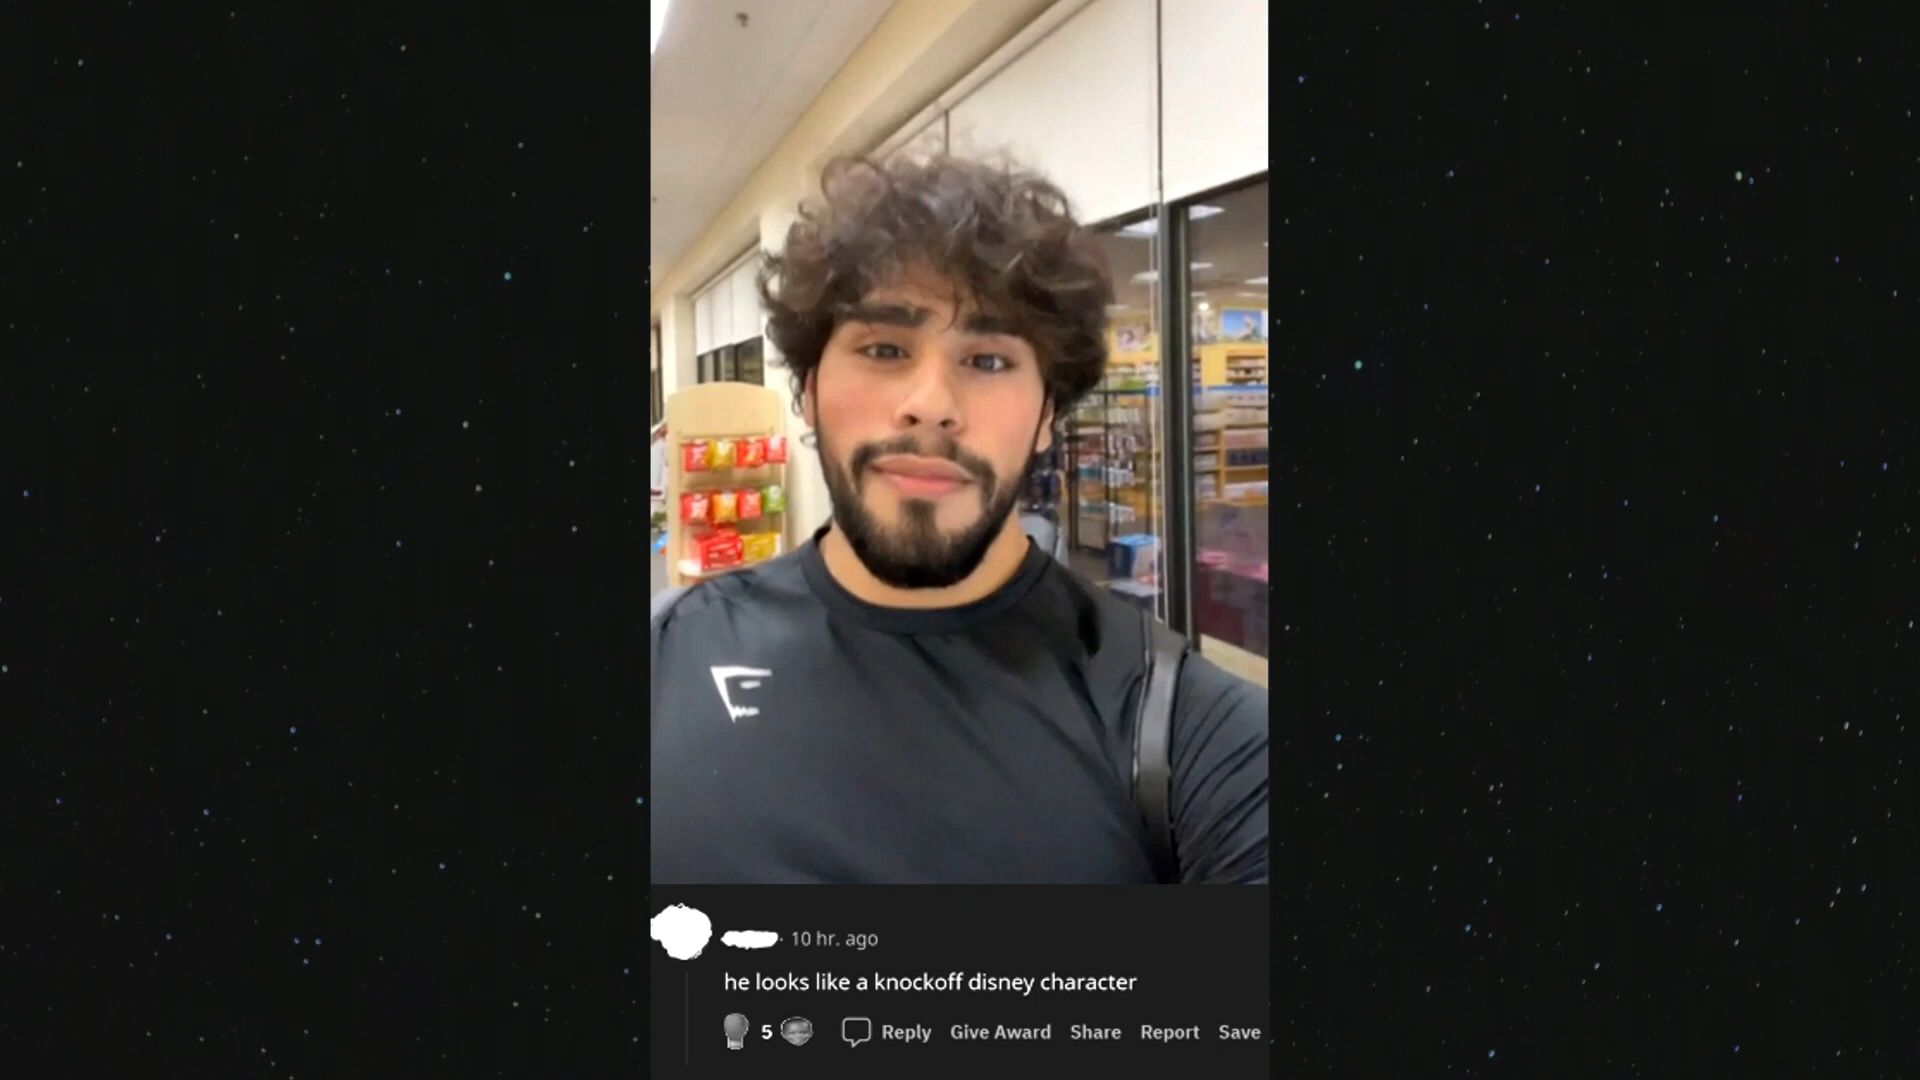 10 hr. ago
he looks like a knockoff disney character
5 Reply Give Award Share Report Save